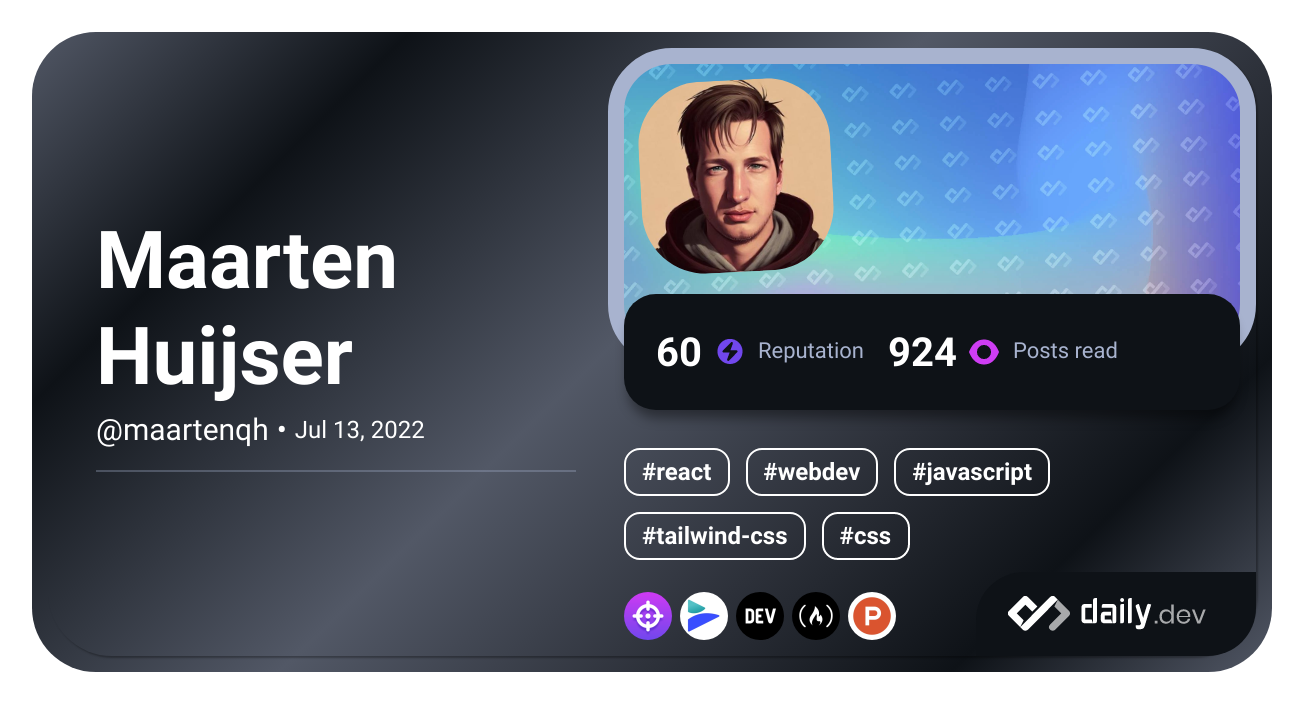 Maarten
Huijser
@maartenqh • Jul 13, 2022
60 Reputation 924 Posts read
#react #webdev #javascript
#tailwind-css #css
DEV P
daily.dev